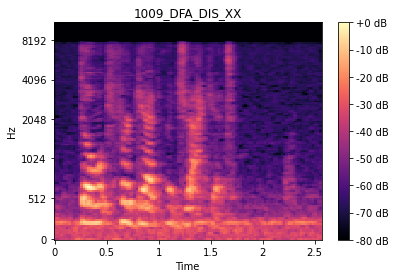 1009_DFA_DIS_XX
+0 dB
8192
-10 dB
4096
-20 dB
-30 dB
2048
Hz
-40 dB
1024
-50 dB
512
-60 dB
-70 dB
0
-80 dB
0 0.5 1 1.5 2 2.5
Time